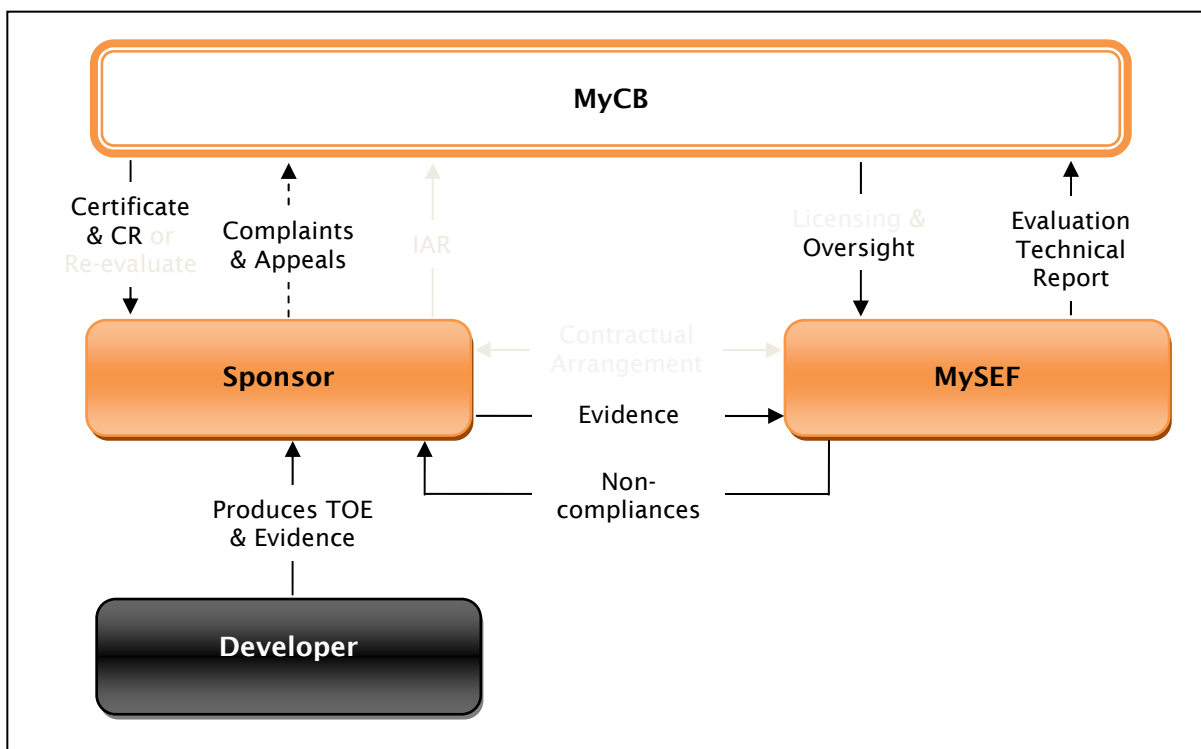 MyCB
Certificate
& CR or
Re-evaluate
Complaints
& Appeals
IAR
Licensing &
Oversight
Evaluation
Technical
Report
Contractual
Arrangement
Sponsor
MySEF
Evidence
Non-
compliances
Produces TOE
& Evidence
Developer